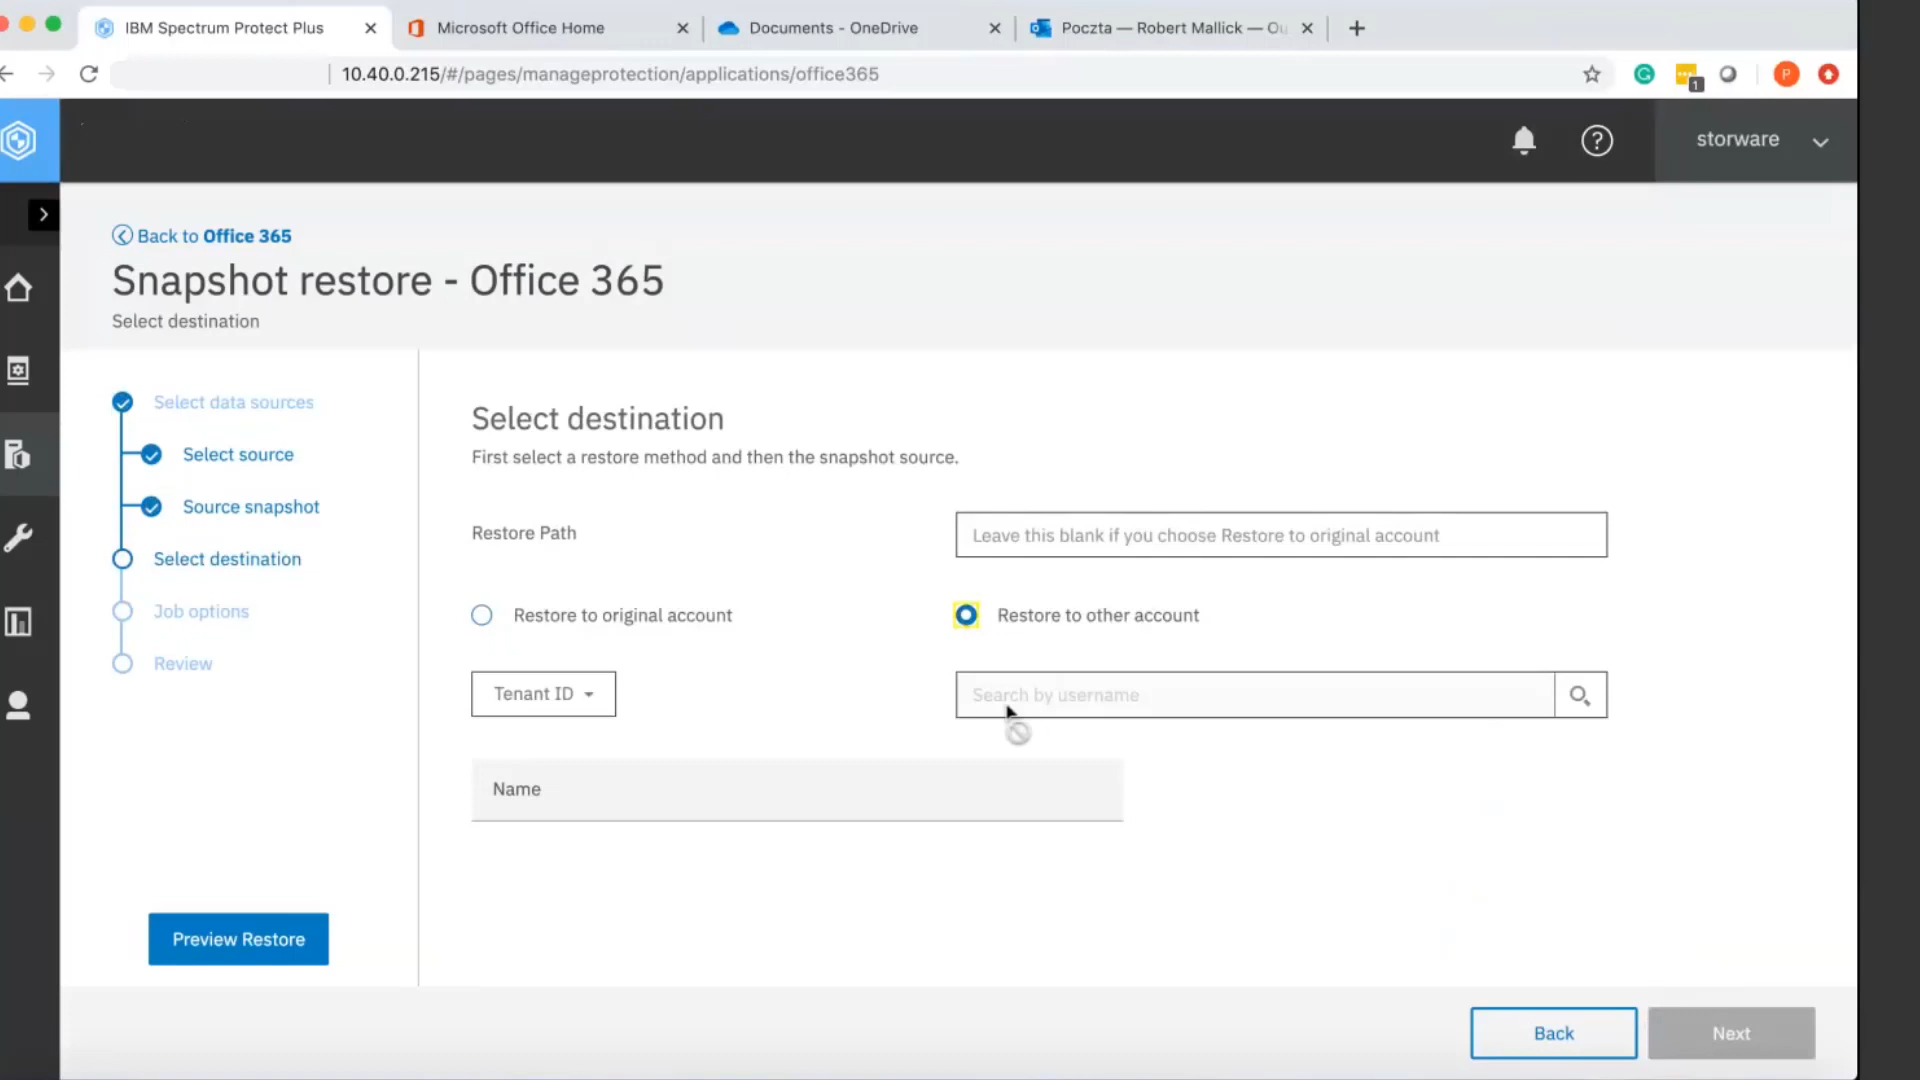 IBM Spectrum Protect Plus
Microsoft Office Home
Documents - OneDrive
Poczta — Robert Mallick — Ou
10.40.0.215/#/pages/manageprotection/applications/office365
1
P
storware
Back to Office 365
Snapshot restore - Office 365
Select destination
Select data sources
Select source
Source snapshot
Select destination
Job options
Review
Preview Restore
Select destination
First select a restore method and then the snapshot source.
Restore Path
Leave this blank if you choose Restore to original account
Restore to original account
Restore to other account
Tenant ID
Search by username
Name
Back
Next